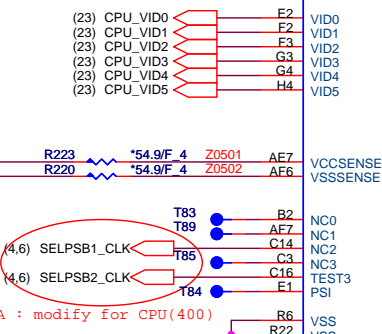 (23) CPU_VID0 E2 VID0
(23) CPU_VID1 F2 VID1
(23) CPU_VID2 F3 VID2
(23) CPU_VID3 G3 VID3
(23) CPU_VID4 G4 VID4
(23) CPU_VID5 H4 VID5
R223 *54.9/F_4 Z0501 AE7 VCCSENSE
R220 *54.9/F_4 Z0502 AF6 VSSSENSE
T83 B2 NC0
T89 AF7 NC1
(4,6) SELPSB1_CLK C14 NC2
T85 C3 NC3
(4,6) SELPSB2_CLK C16 TEST3
T84 E1 PSI
A : modify for CPU(400)
R6 VSS
R22 VSS